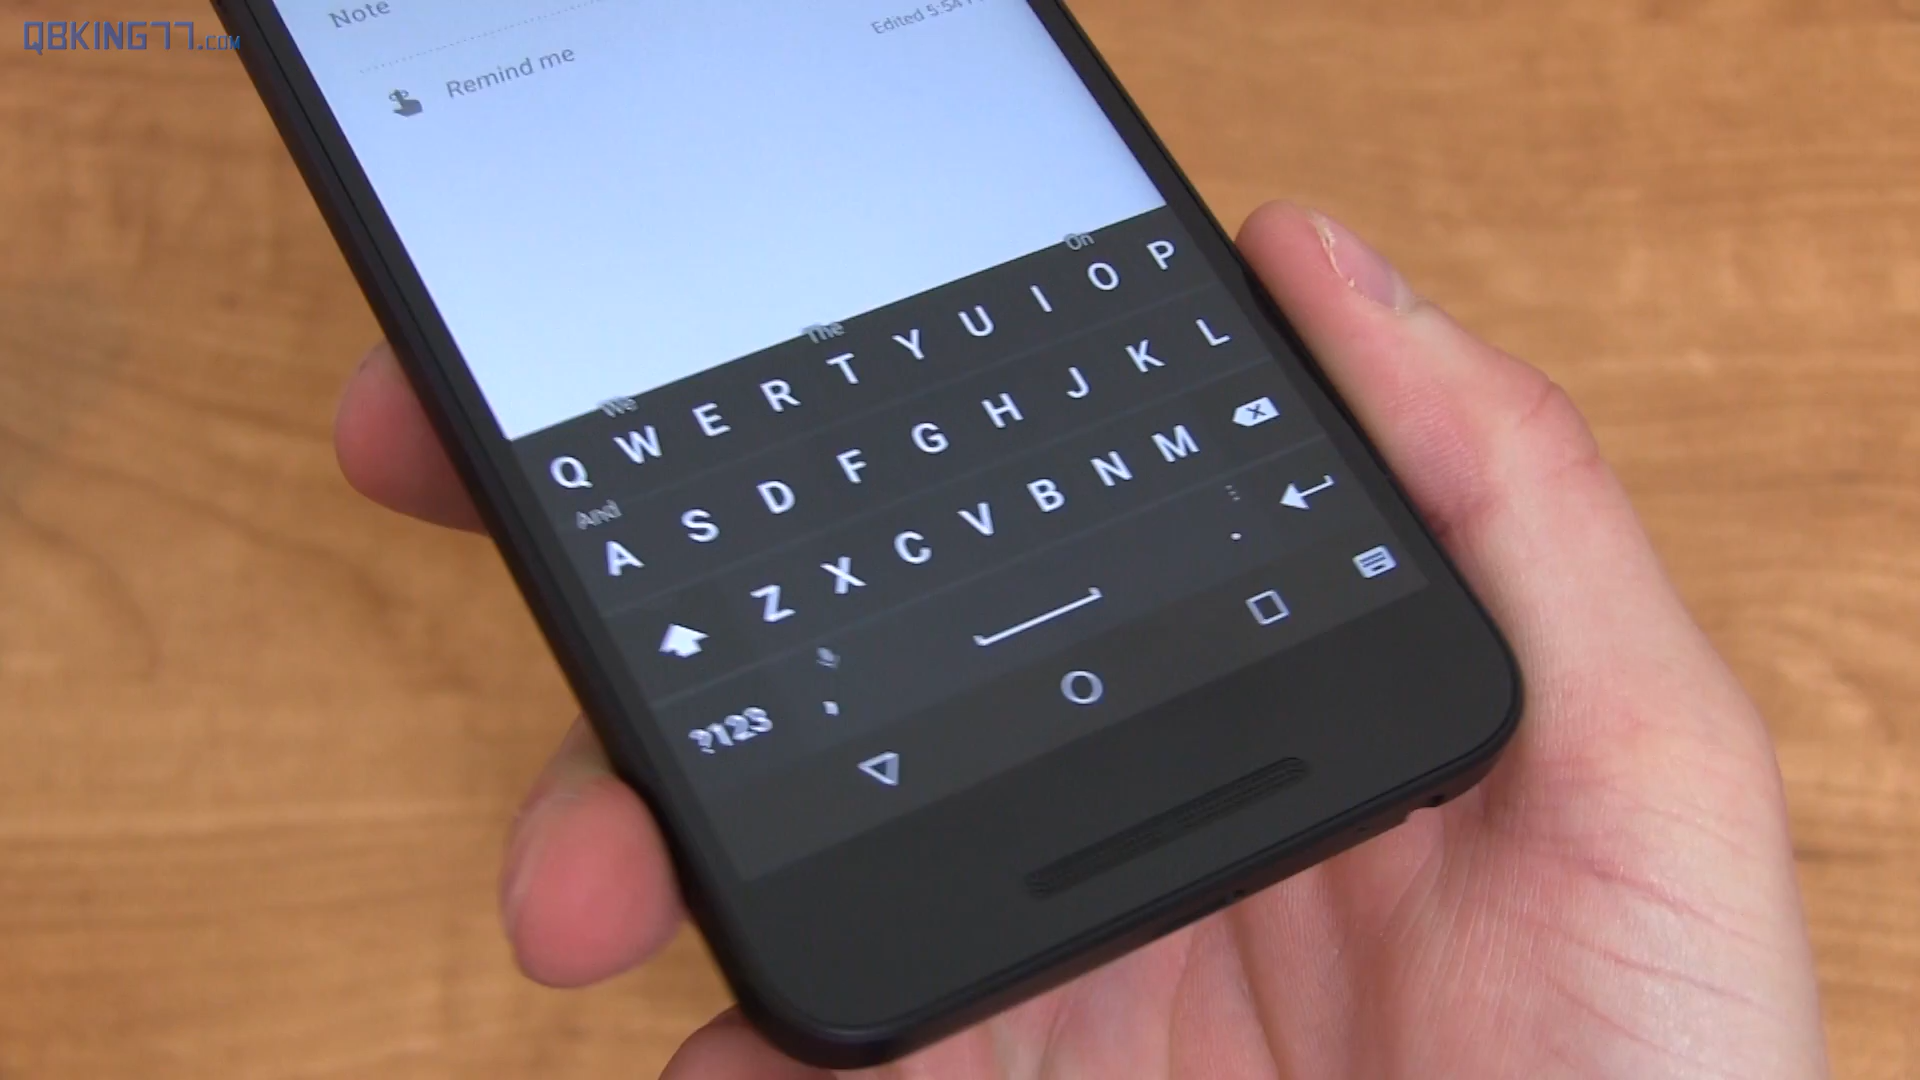 QBKING77.COM
Note
Edited 5:54
Remind me
We The On
Q W E R T Y U I O P
And
A S D F G H J K L
Z X C V B N M
?123 , .